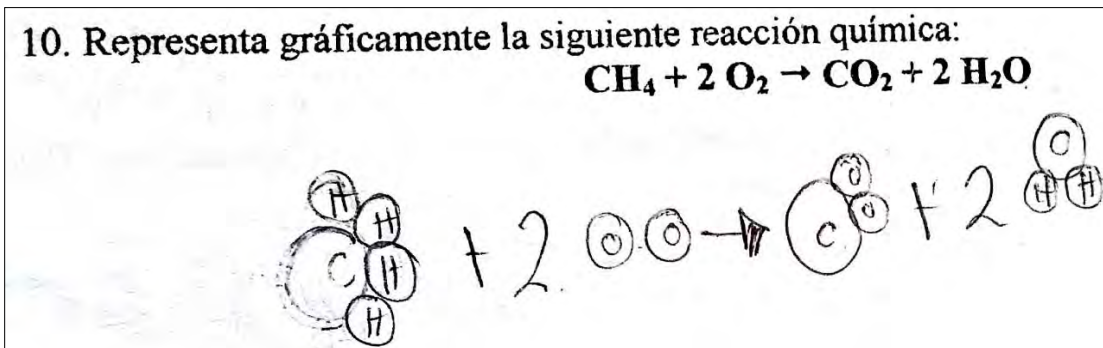 10. Representa gráficamente la siguiente reacción química:
CH₄ + 2 O₂ → CO₂ + 2 H₂O
H
H
C H
H
+ 2 O O → C O O + 2 O H H